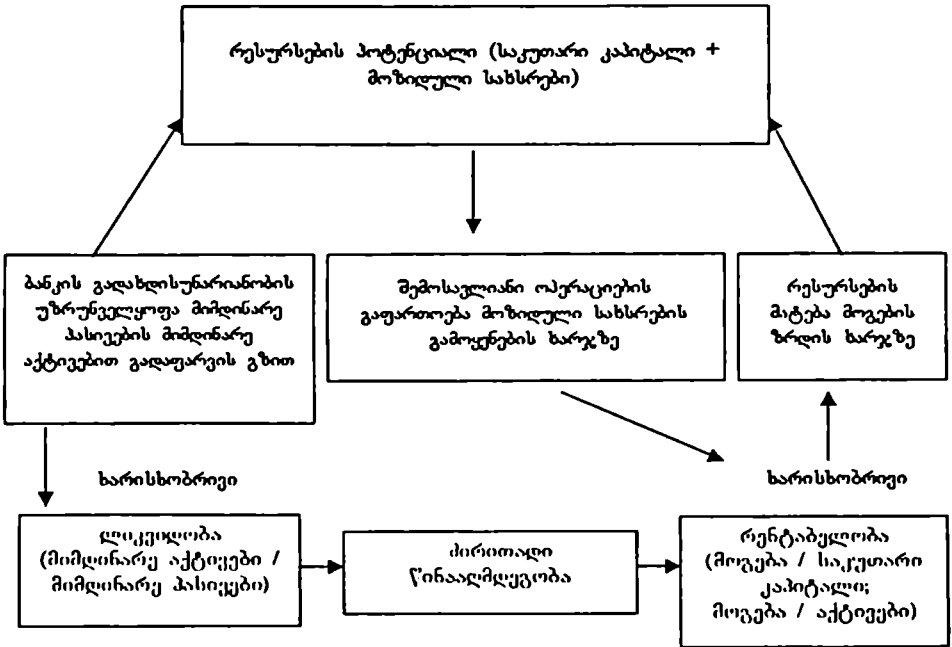 რესურსების პოტენციალი (საკუთარი კაპიტალი +
მოზიდული სახსრები)
ბანკის გადახდისუნარიანობის
უზრუნველყოფა მიმდინარე
პასივების მიმდინარე
აქტივებით გადაფარვის გზით
შემოსავლიანი ოპერაციების
გაფართოება მოზიდული სახსრების
გამოყენების ხარჯზე
რესურსების
მატება მოგების
ზრდის ხარჯზე
ხარისხობრივი
ხარისხობრივი
ლიკვიდობა
(მიმდინარე აქტივები /
მიმდინარე პასივები)
ძირითადი
წინააღმდეგობა
რენტაბელობა
(მოგება / საკუთარი
კაპიტალი;
მოგება / აქტივები)